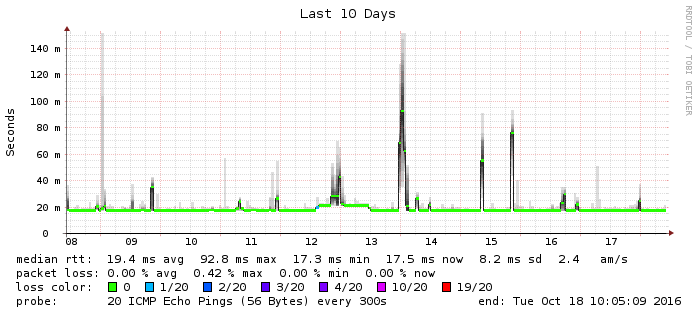 Last 10 Days
RRDTOOL / TOBI OETIKER
Seconds
140 m
120 m
100 m
80 m
60 m
40 m
20 m
0
08 09 10 11 12 13 14 15 16 17
median rtt: 19.4 ms avg 92.8 ms max 17.3 ms min 17.5 ms now 8.2 ms sd 2.4 am/s
packet loss: 0.00 % avg 0.42 % max 0.00 % min 0.00 % now
loss color: 0 1/20 2/20 3/20 4/20 10/20 19/20
probe: 20 ICMP Echo Pings (56 Bytes) every 300s end: Tue Oct 18 10:05:09 2016